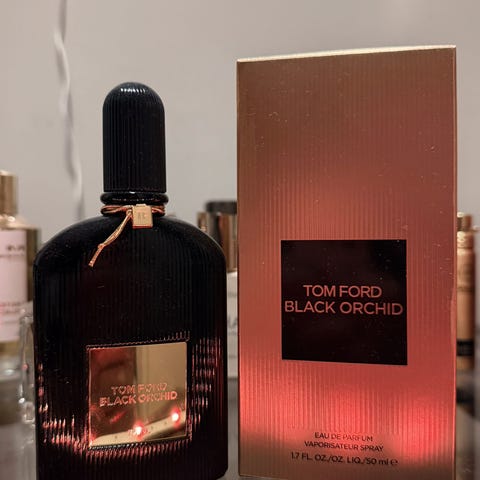 TOM FORD
BLACK ORCHID
TOM FORD
BLACK ORCHID
EAU DE PARFUM
VAPORISATEUR SPRAY
1.7 FL. OZ./OZ. LIQ./50 ml ℮